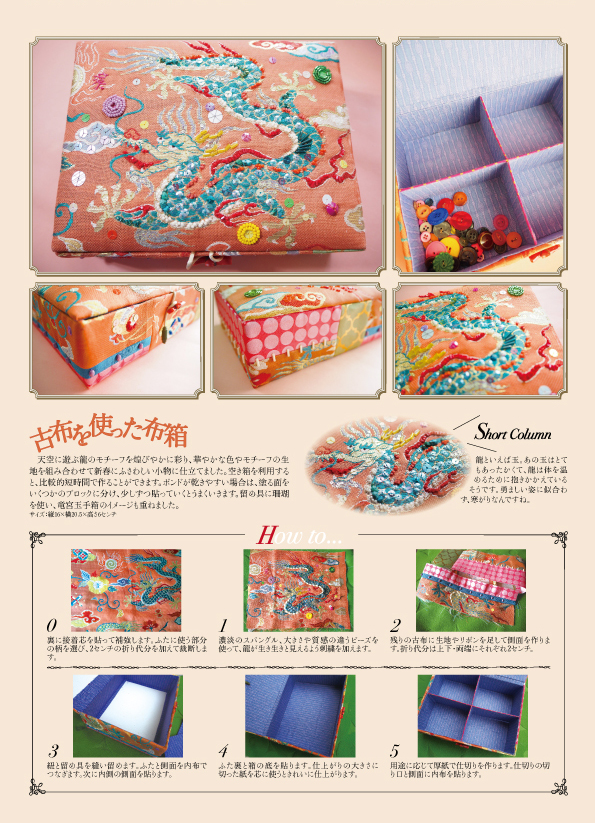 古布を使った布箱
天空に遊ぶ龍のモチーフを煌びやかに彩り、華やかな色やモチーフの生
地を組み合わせて新春にふさわしい小物に仕立てました。空き箱を利用する
と、比較的短時間で作ることができます。ボンドが乾きやすい場合は、塗る面を
いくつかのブロックに分け、少しずつ貼っていくとうまくいきます。留め具に珊瑚
を使い、竜宮玉手箱のイメージも重ねました。
サイズ:縦16×横20.5×高さ6センチ
Short Column
龍といえば玉。あの玉はとて
もあったかくて、龍は体を温
めるために抱きかかえている
そうです。勇ましい姿に似合わ
ず、寒がりなんですね。
How to...
0
裏に接着芯を貼って補強します。ふたに使う部分
の柄を選び、2センチの折り代分を加えて裁断しま
す。
1
濃淡のスパングル、大きさや質感の違うビーズを
使って、龍が生き生きと見えるよう刺繍を加えます。
2
残りの古布に生地やリボンを足して側面を作りま
す。折り代分は上下・両端にそれぞれ2センチ。
3
紐と留め具を縫い留めます。ふたと側面を内布で
つなぎます。次に内側の側面を貼ります。
4
ふた裏と箱の底を貼ります。仕上がりの大きさに
切った紙を芯に使うときれいに仕上がります。
5
用途に応じて厚紙で仕切りを作ります。仕切りの切
り口と側面に内布を貼ります。